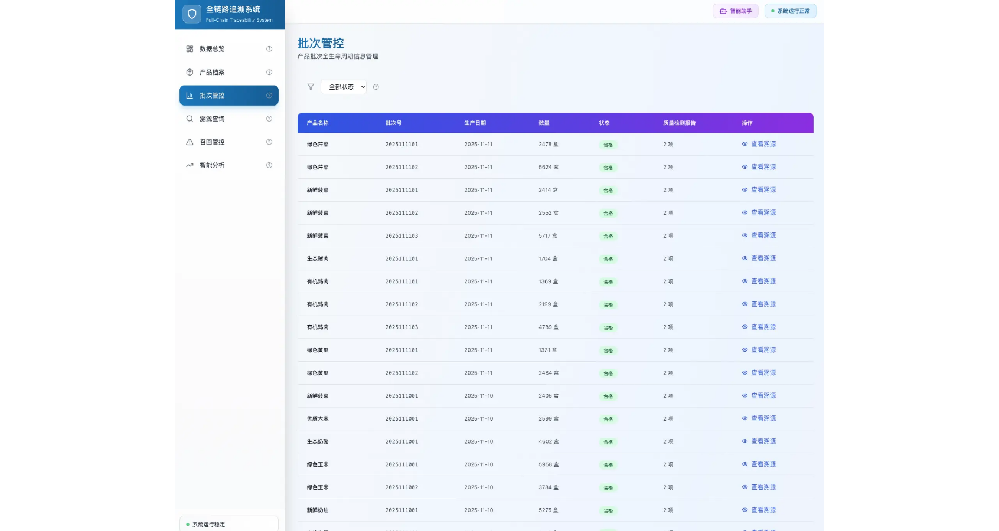 全链路追溯系统
Full-Chain Traceability System
智能助手
系统运行正常
数据总览
产品档案
批次管控
溯源查询
召回管控
智能分析
系统运行稳定
批次管控
产品批次全生命周期信息管理
全部状态
产品名称 批次号 生产日期 数量 状态 质量检测报告 操作
绿色芹菜 2025111101 2025-11-11 2478 盒 合格 2 项 查看溯源
绿色芹菜 2025111102 2025-11-11 5624 盒 合格 2 项 查看溯源
新鲜菠菜 2025111101 2025-11-11 2414 盒 合格 2 项 查看溯源
新鲜菠菜 2025111102 2025-11-11 2552 盒 合格 2 项 查看溯源
新鲜菠菜 2025111103 2025-11-11 5717 盒 合格 2 项 查看溯源
生态猪肉 2025111101 2025-11-11 1704 盒 合格 2 项 查看溯源
有机鸡肉 2025111101 2025-11-11 1369 盒 合格 2 项 查看溯源
有机鸡肉 2025111102 2025-11-11 2199 盒 合格 2 项 查看溯源
有机鸡肉 2025111103 2025-11-11 4789 盒 合格 2 项 查看溯源
绿色黄瓜 2025111101 2025-11-11 1331 盒 合格 2 项 查看溯源
绿色黄瓜 2025111102 2025-11-11 2484 盒 合格 2 项 查看溯源
新鲜菠菜 2025111001 2025-11-10 2405 盒 合格 2 项 查看溯源
优质大米 2025111001 2025-11-10 2599 盒 合格 2 项 查看溯源
生态奶酪 2025111001 2025-11-10 4602 盒 合格 2 项 查看溯源
绿色玉米 2025111001 2025-11-10 5958 盒 合格 2 项 查看溯源
绿色玉米 2025111002 2025-11-10 3784 盒 合格 2 项 查看溯源
新鲜奶油 2025111001 2025-11-10 5275 盒 合格 2 项 查看溯源